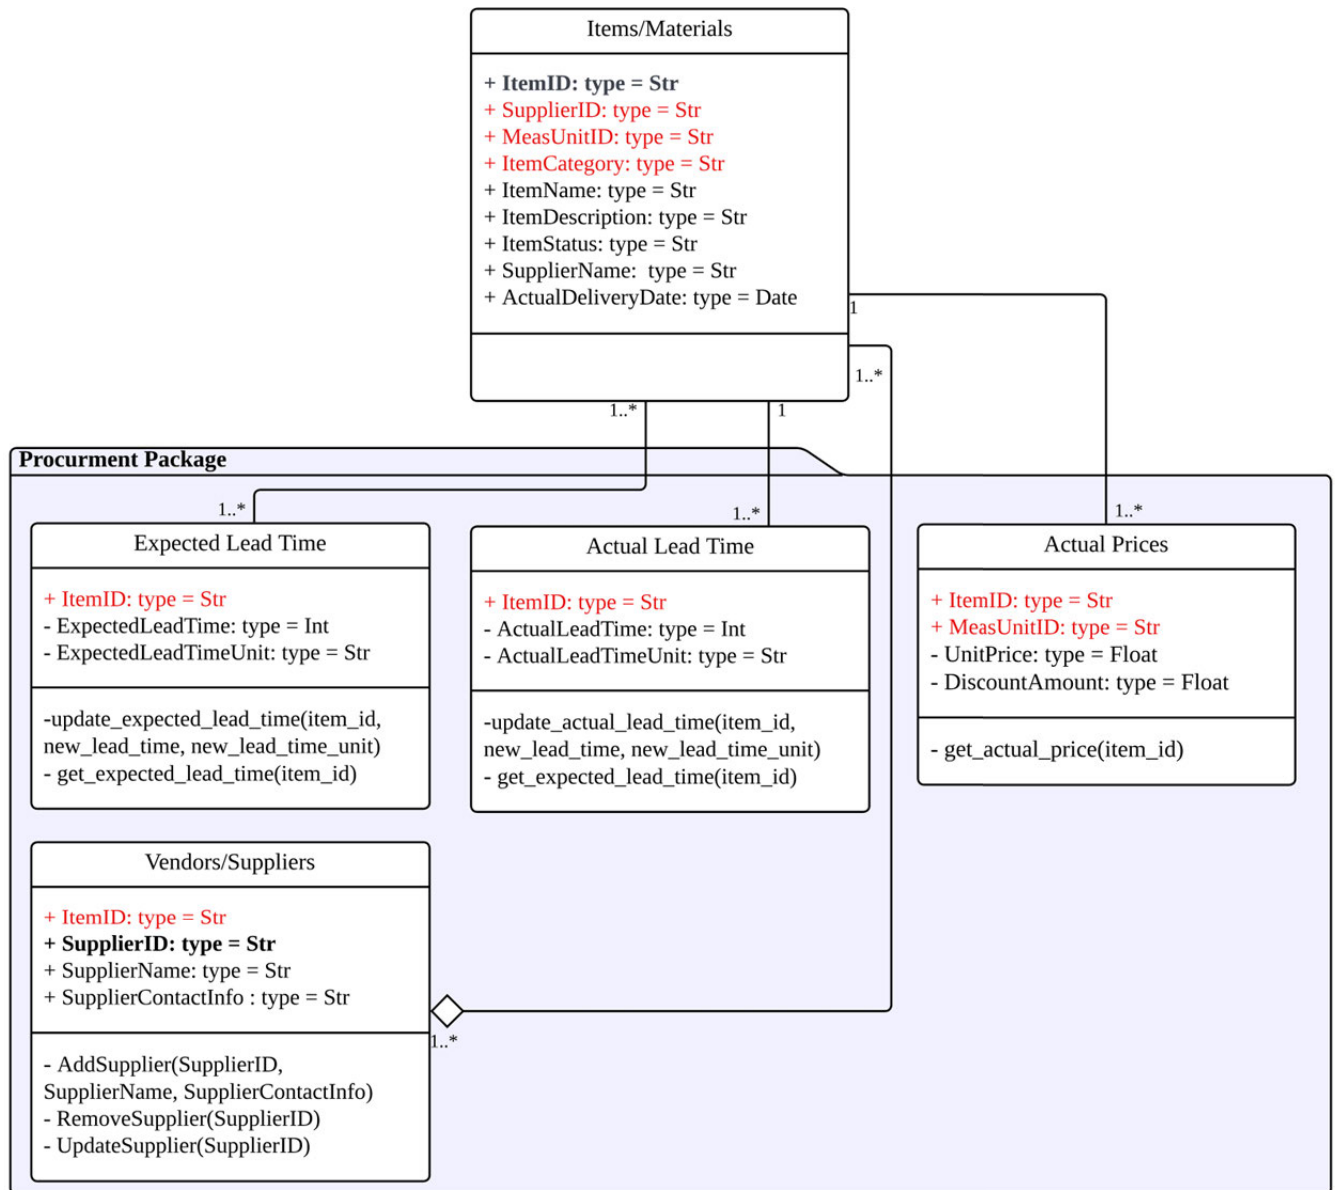 Items/Materials
+ ItemID: type = Str
+ SupplierID: type = Str
+ MeasUnitID: type = Str
+ ItemCategory: type = Str
+ ItemName: type = Str
+ ItemDescription: type = Str
+ ItemStatus: type = Str
+ SupplierName:  type = Str
+ ActualDeliveryDate: type = Date
1
1..*
1..*
1
Procurment Package
1..*
1..*
1..*
Expected Lead Time
+ ItemID: type = Str
- ExpectedLeadTime: type = Int
- ExpectedLeadTimeUnit: type = Str
-update_expected_lead_time(item_id,
new_lead_time, new_lead_time_unit)
- get_expected_lead_time(item_id)
Actual Lead Time
+ ItemID: type = Str
- ActualLeadTime: type = Int
- ActualLeadTimeUnit: type = Str
-update_actual_lead_time(item_id,
new_lead_time, new_lead_time_unit)
- get_expected_lead_time(item_id)
Actual Prices
+ ItemID: type = Str
+ MeasUnitID: type = Str
- UnitPrice: type = Float
- DiscountAmount: type = Float
- get_actual_price(item_id)
Vendors/Suppliers
+ ItemID: type = Str
+ SupplierID: type = Str
+ SupplierName: type = Str
+ SupplierContactInfo : type = Str
- AddSupplier(SupplierID,
SupplierName, SupplierContactInfo)
- RemoveSupplier(SupplierID)
- UpdateSupplier(SupplierID)
1..*